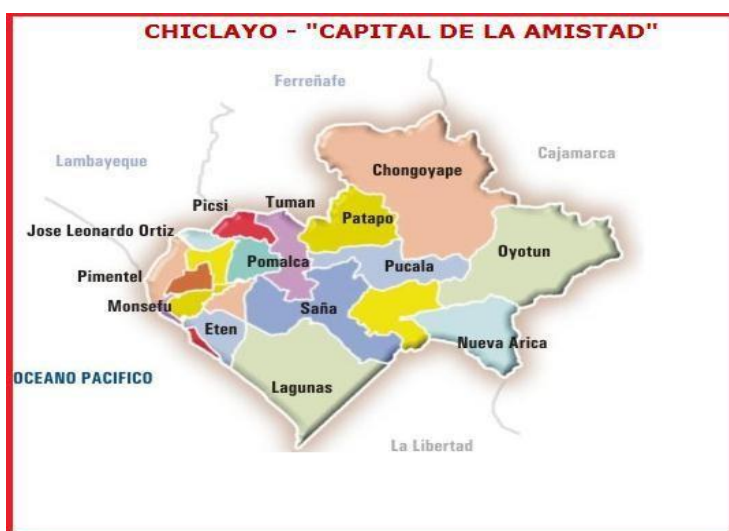 CHICLAYO - "CAPITAL DE LA AMISTAD"
Ferreñafe
Cajamarca
Lambayeque
Chongoyape
Picsi
Tuman
Patapo
Jose Leonardo Ortiz
Oyotun
Pomalca
Pucala
Pimentel
Monsefu
Saña
Eten
Nueva Arica
OCEANO PACIFICO
Lagunas
La Libertad